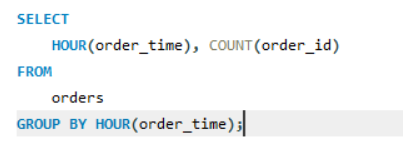 SELECT
HOUR(order_time), COUNT(order_id)
FROM
orders
GROUP BY HOUR(order_time);